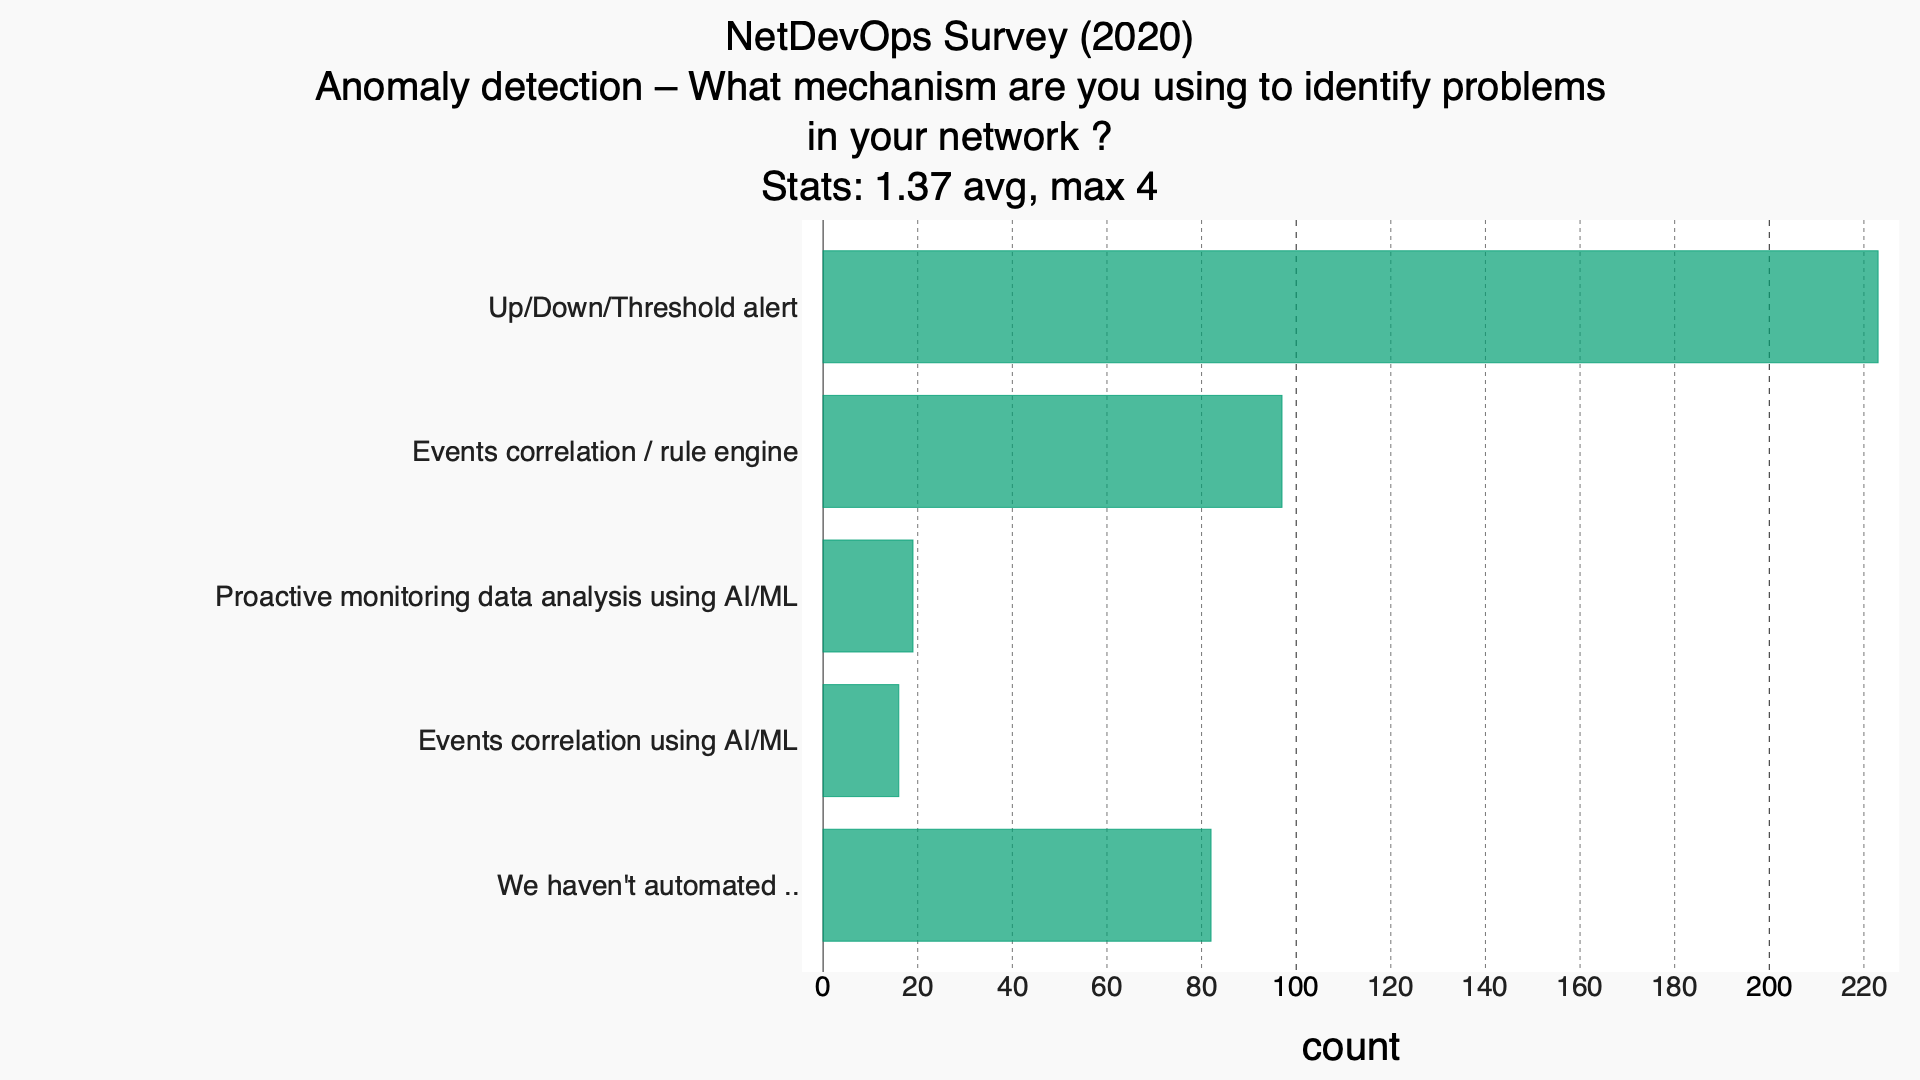 NetDevOps Survey (2020)
Anomaly detection – What mechanism are you using to identify problems
in your network ?
Stats: 1.37 avg, max 4
Up/Down/Threshold alert
Events correlation / rule engine
Proactive monitoring data analysis using AI/ML
Events correlation using AI/ML
We haven't automated ..
0 20 40 60 80 100 120 140 160 180 200 220
count